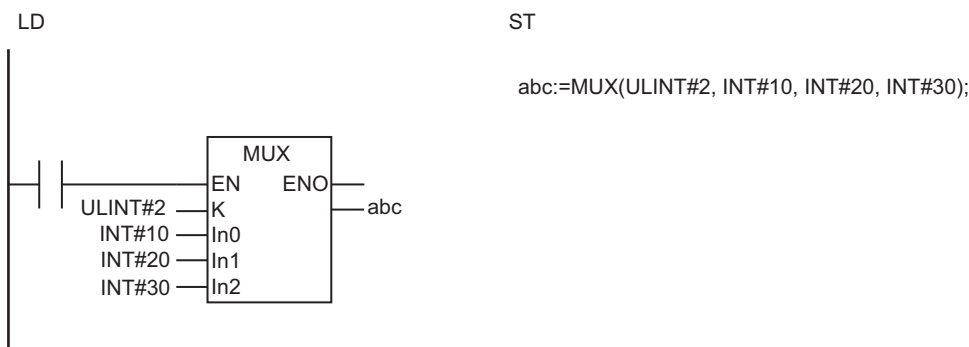 LD
ST
abc:=MUX(ULINT#2, INT#10, INT#20, INT#30);
MUX
EN ENO
ULINT#2 K abc
INT#10 In0
INT#20 In1
INT#30 In2